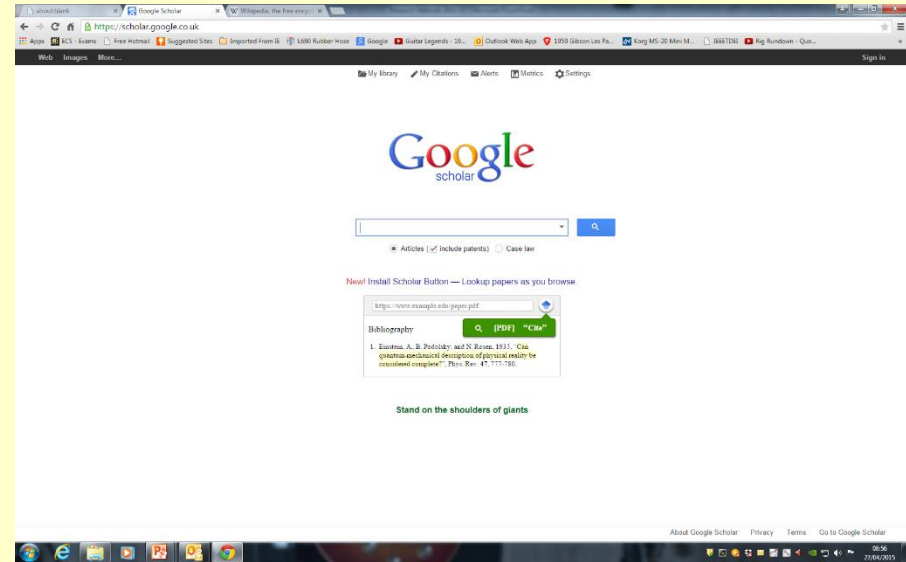 about:blank
Google Scholar
Wikipedia, the free encycl
https://scholar.google.co.uk
Apps ECS - Exams Free Hotmail Suggested Sites Imported From IE 1680 Rubber Hose Google Guitar Legends - 19... Outlook Web App 1959 Gibson Les Pa... Korg MS-20 Mini M... Rig Rundown - Que...
Web Images More... Sign in
My library My Citations Alerts Metrics Settings
Google
scholar
Articles ( include patents) Case law
New! Install Scholar Button — Lookup papers as you browse.
https://www.example.edu/paper.pdf
Bibliography
[PDF] “Cite”
1. Einstein, A., B. Podolsky, and N. Rosen, 1935, “Can
quantum-mechanical description of physical reality be
considered complete?”, Phys. Rev. 47, 777-780.
Stand on the shoulders of giants
About Google Scholar Privacy Terms Go to Google Scholar
08:56
27/04/2015